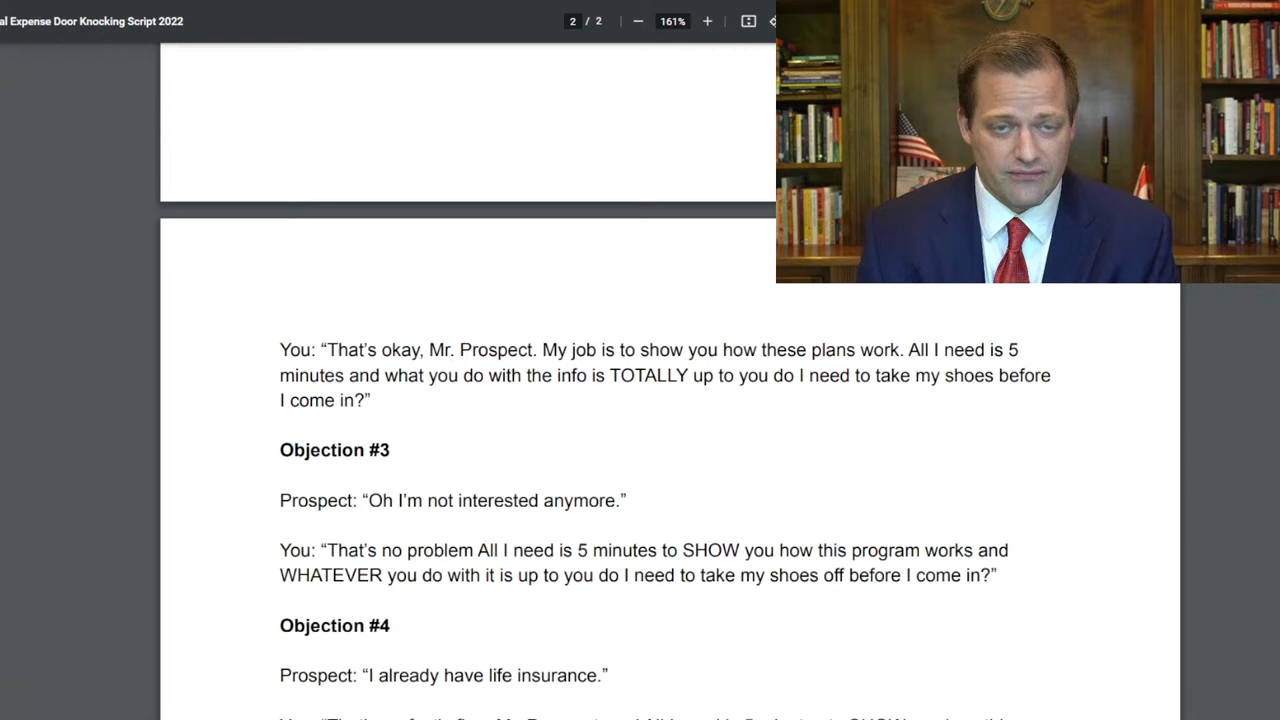 al Expense Door Knocking Script 2022
2 / 2
161%
You: “That’s okay, Mr. Prospect. My job is to show you how these plans work. All I need is 5
minutes and what you do with the info is TOTALLY up to you do I need to take my shoes before
I come in?”
Objection #3
Prospect: “Oh I’m not interested anymore.”
You: “That’s no problem All I need is 5 minutes to SHOW you how this program works and
WHATEVER you do with it is up to you do I need to take my shoes off before I come in?”
Objection #4
Prospect: “I already have life insurance.”